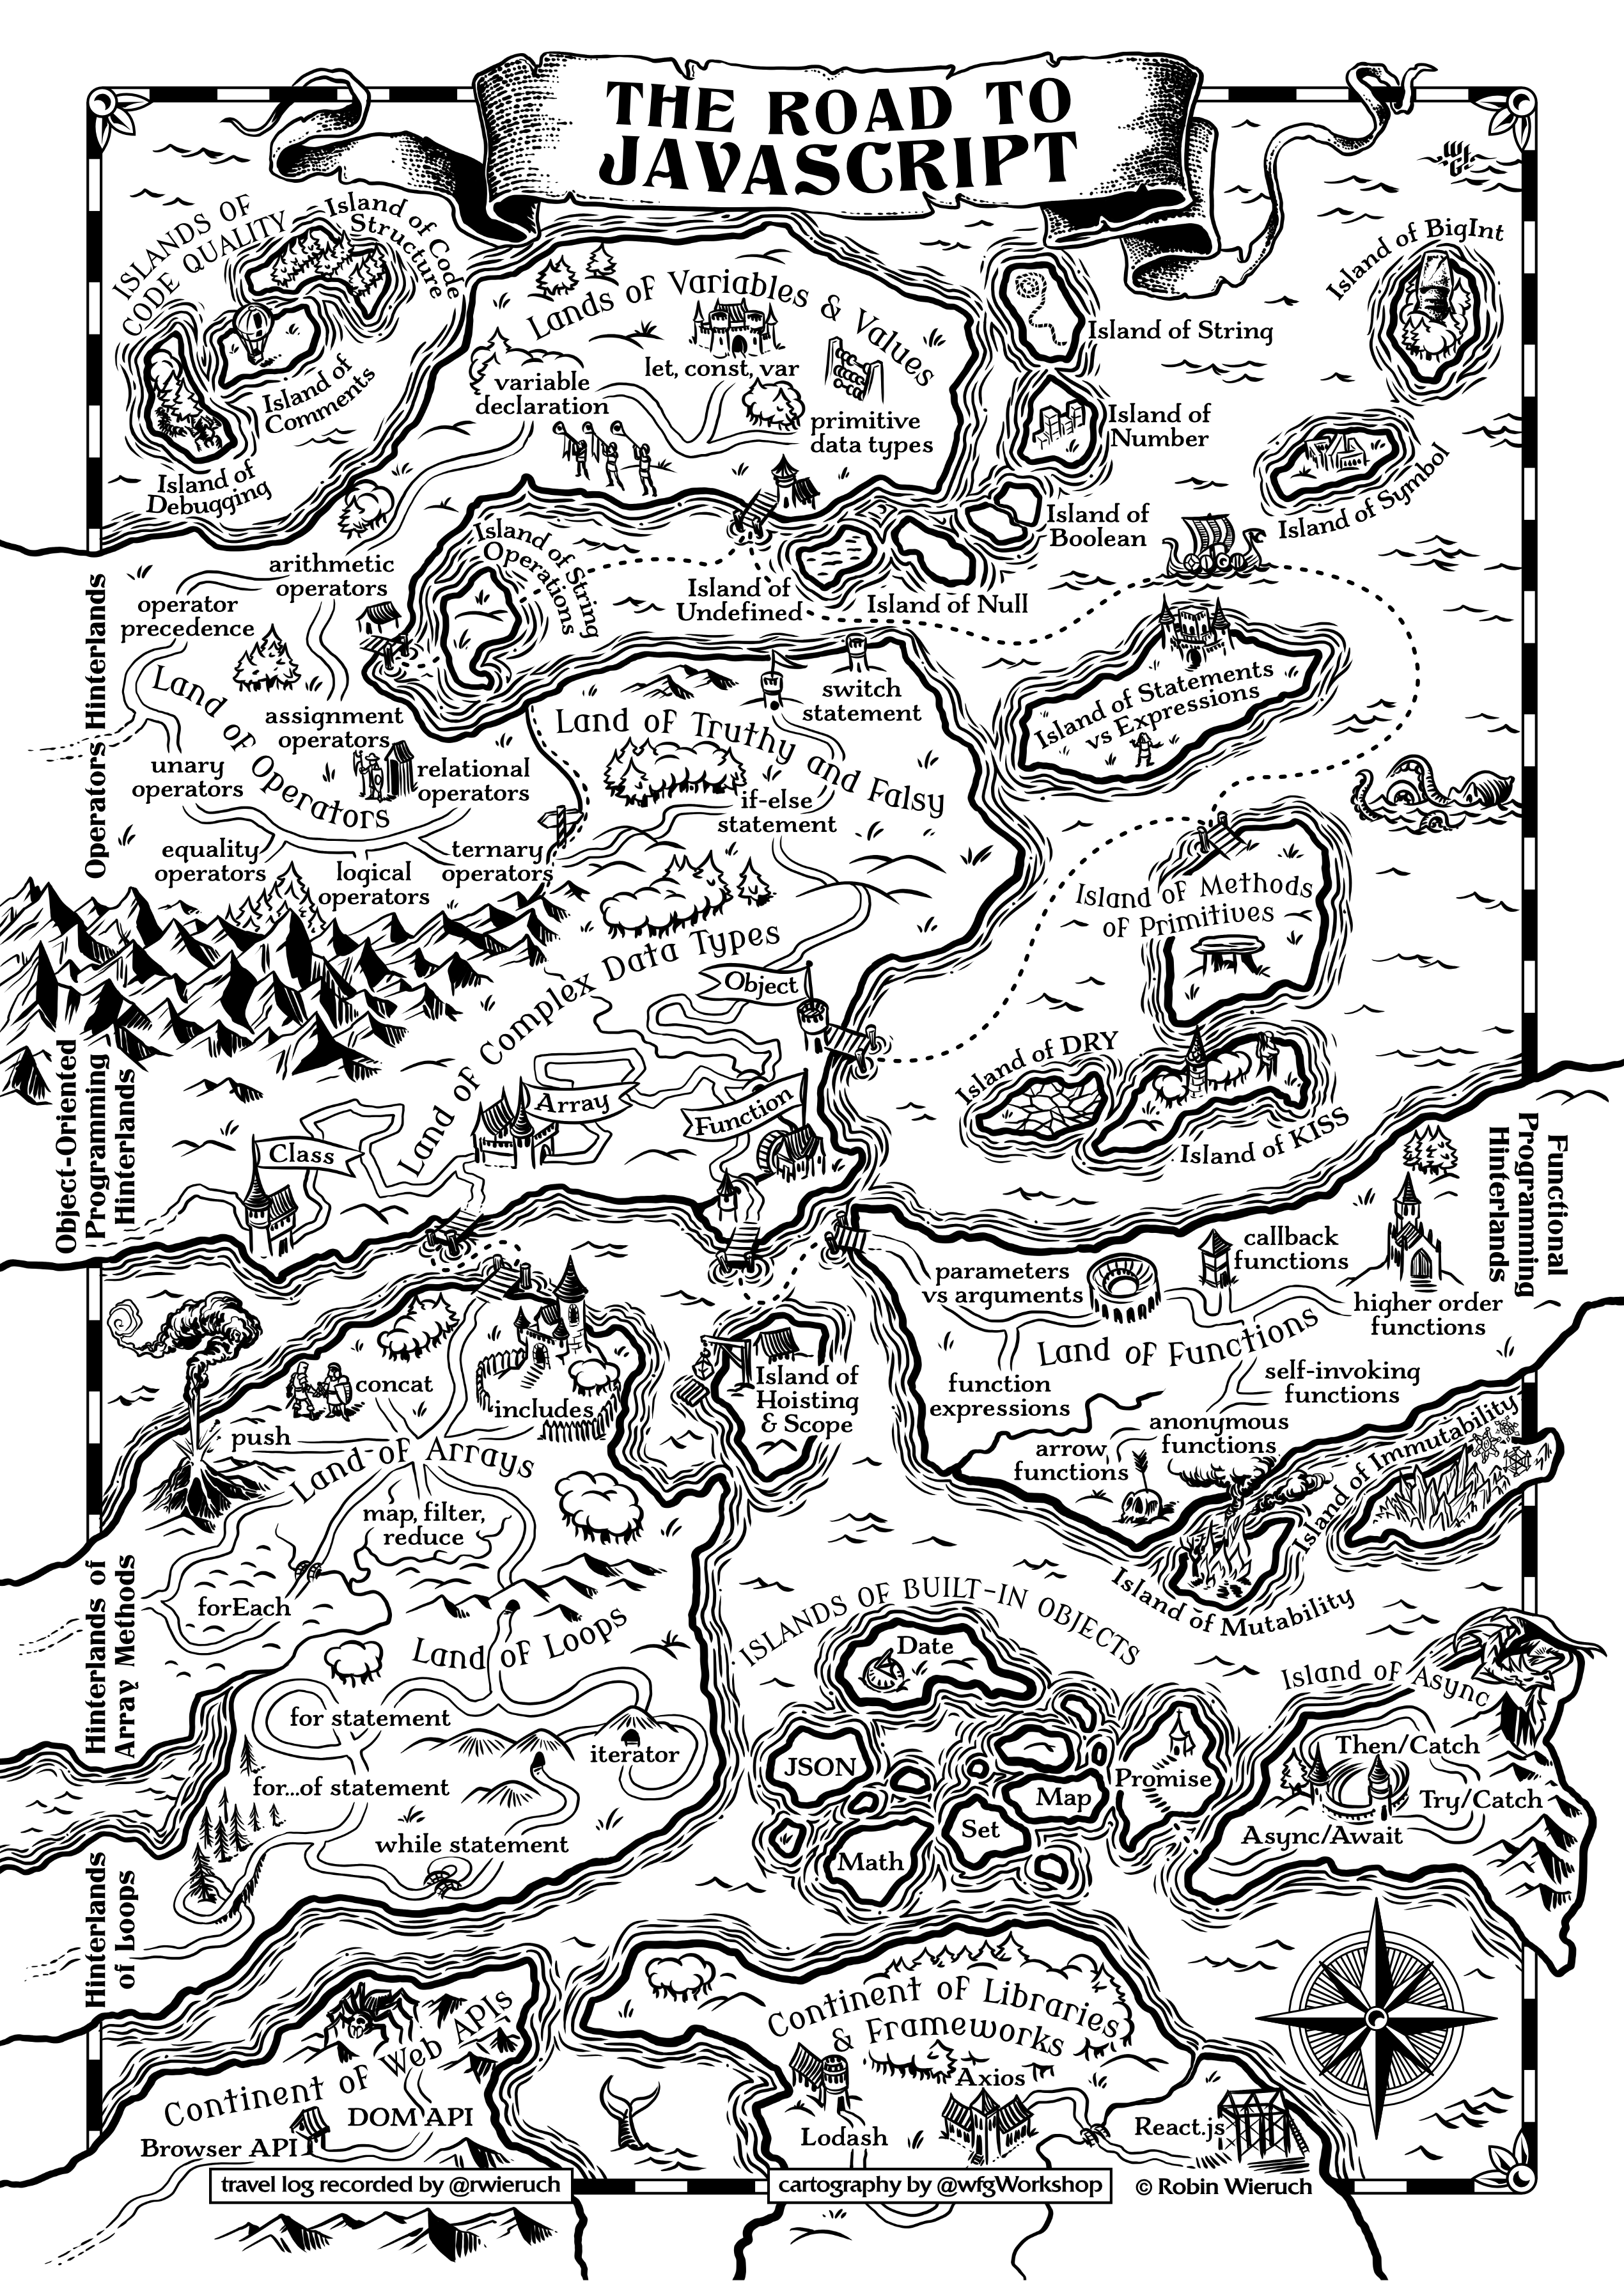 THE ROAD TO
JAVASCRIPT
ISLANDS OF
CODE QUALITY
Island of Code
Structure
Island of
Comments
Island of
Debugging
Lands of Variables & Values
let, const, var
variable
declaration
primitive
data types
Island of String
Island of
Number
Island of
Boolean
Island of Null
Island of
Undefined
Island of BigInt
Island of Symbol
Island of String
Operations
Operators Hinterlands
arithmetic
operators
operator
precedence
Land of Operators
assignment
operators
unary
operators
relational
operators
equality
operators
logical
operators
ternary
operators
Land of Truthy and Falsy
switch
statement
if-else
statement
Island of Statements
vs Expressions
Island of Methods
of Primitives
Island of DRY
Island of KISS
Object-Oriented
Programming
Hinterlands
Land of Complex Data Types
Object
Array
Function
Class
Functional
Programming
Hinterlands
parameters
vs arguments
callback
functions
higher order
functions
Land of Functions
function
expressions
self-invoking
functions
anonymous
functions
arrow
functions
Island of Immutability
Island of Mutability
Island of
Hoisting
& Scope
concat
includes
push
Land of Arrays
map, filter,
reduce
forEach
Hinterlands of
Array Methods
Land of Loops
for statement
iterator
for...of statement
while statement
Hinterlands
of Loops
ISLANDS OF BUILT-IN OBJECTS
Date
JSON
Map
Promise
Set
Math
Island of Async
Then/Catch
Try/Catch
Async/Await
Continent of Web APIs
DOM API
Browser API
Continent of Libraries
& Frameworks
Axios
Lodash
React.js
travel log recorded by @rwieruch
cartography by @wfgWorkshop
© Robin Wieruch